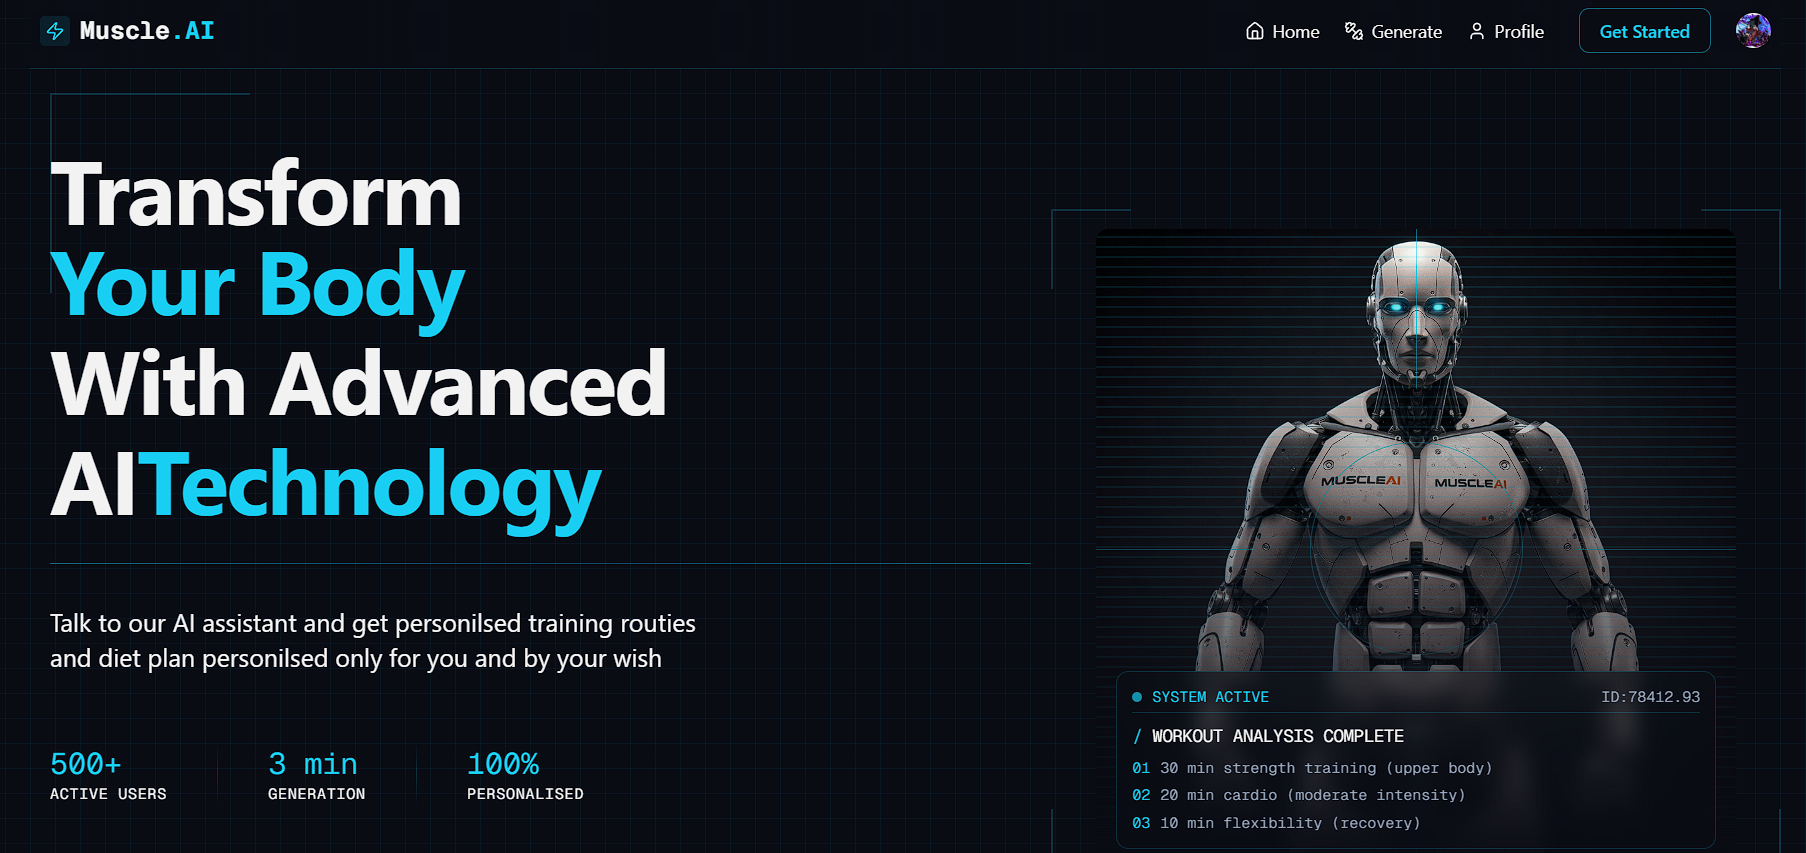 Muscle.AI
Home
Generate
Profile
Get Started
Transform
Your Body
With Advanced
AITechnology
Talk to our AI assistant and get personilsed training routies
and diet plan personilsed only for you and by your wish
500+
ACTIVE USERS
3 min
GENERATION
100%
PERSONALISED
MUSCLEAI
MUSCLEAI
SYSTEM ACTIVE
ID:78412.93
/ WORKOUT ANALYSIS COMPLETE
01 30 min strength training (upper body)
02 20 min cardio (moderate intensity)
03 10 min flexibility (recovery)